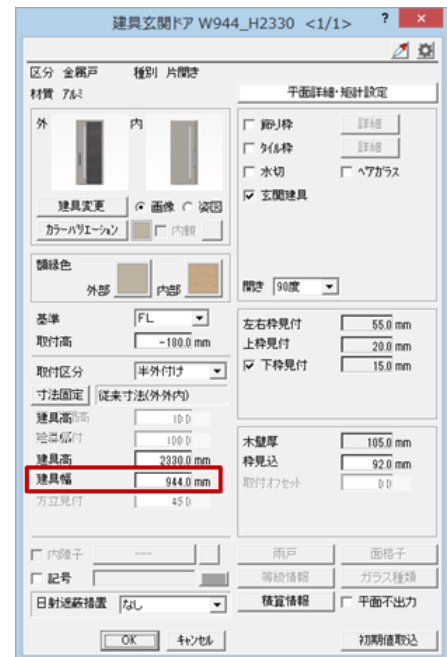 建具玄関ドア W944_H2330 <1/1>
?
×
区分 金属戸 種別 片開き
材質 アルミ
平面詳細・矩計設定
外 内
建具変更
画像 姿図
カラーバリエーション
内観
額縁色
外部 内部
基準 FL
取付高 -180.0 mm
取付区分 半外付け
寸法固定 従来寸法(外外内)
100.0
建具高 2330.0 mm
建具幅 944.0 mm
方立見付 45.0
内障子 ---
記号
日射遮蔽措置 なし
OK キャンセル
飾り枠 詳細
タイル枠 詳細
水切 ペアガラス
玄関建具
開き 90度
左右枠見付 55.0 mm
上枠見付 20.0 mm
下枠見付 15.0 mm
木壁厚 105.0 mm
枠見込 92.0 mm
取付オフセット 0.0
雨戸 面格子
等級情報 ガラス種類
積算情報 平面不出力
初期値取込